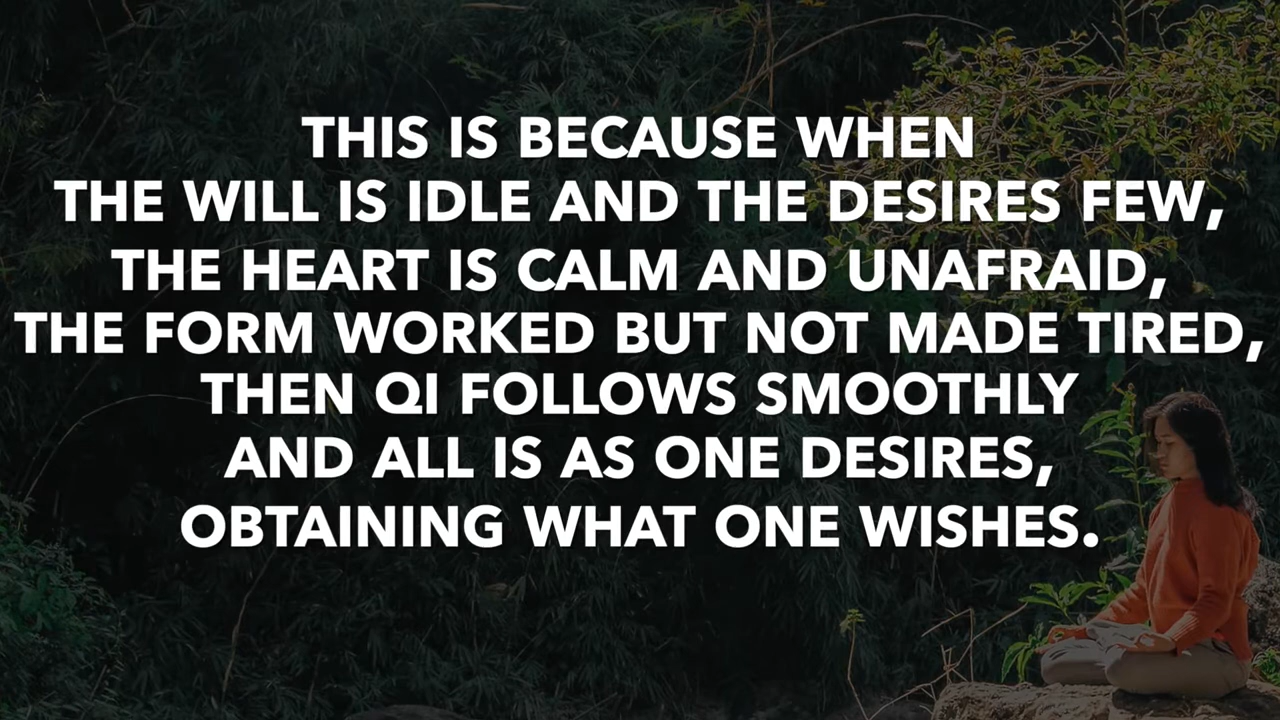 THIS IS BECAUSE WHEN
THE WILL IS IDLE AND THE DESIRES FEW,
THE HEART IS CALM AND UNAFRAID,
THE FORM WORKED BUT NOT MADE TIRED,
THEN QI FOLLOWS SMOOTHLY
AND ALL IS AS ONE DESIRES,
OBTAINING WHAT ONE WISHES.